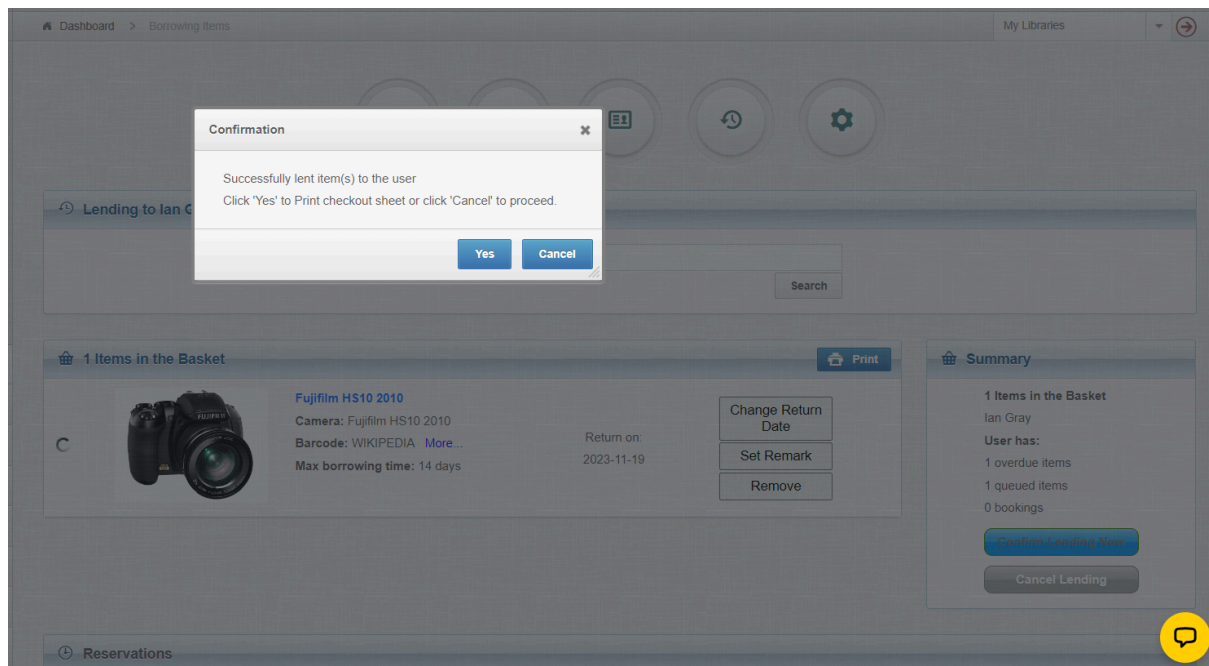 Dashboard > Borrowing Items
My Libraries
Confirmation
Successfully lent item(s) to the user
Click 'Yes' to Print checkout sheet or click 'Cancel' to proceed.
Yes
Cancel
Lending to Ian G
Search
1 Items in the Basket
Print
FUJIFILM
Fujifilm HS10 2010
Camera: Fujifilm HS10 2010
Barcode: WIKIPEDIA More...
Max borrowing time: 14 days
Return on:
2023-11-19
Change Return
Date
Set Remark
Remove
Summary
1 Items in the Basket
Ian Gray
User has:
1 overdue items
1 queued items
0 bookings
Confirm Lending Now
Cancel Lending
Reservations